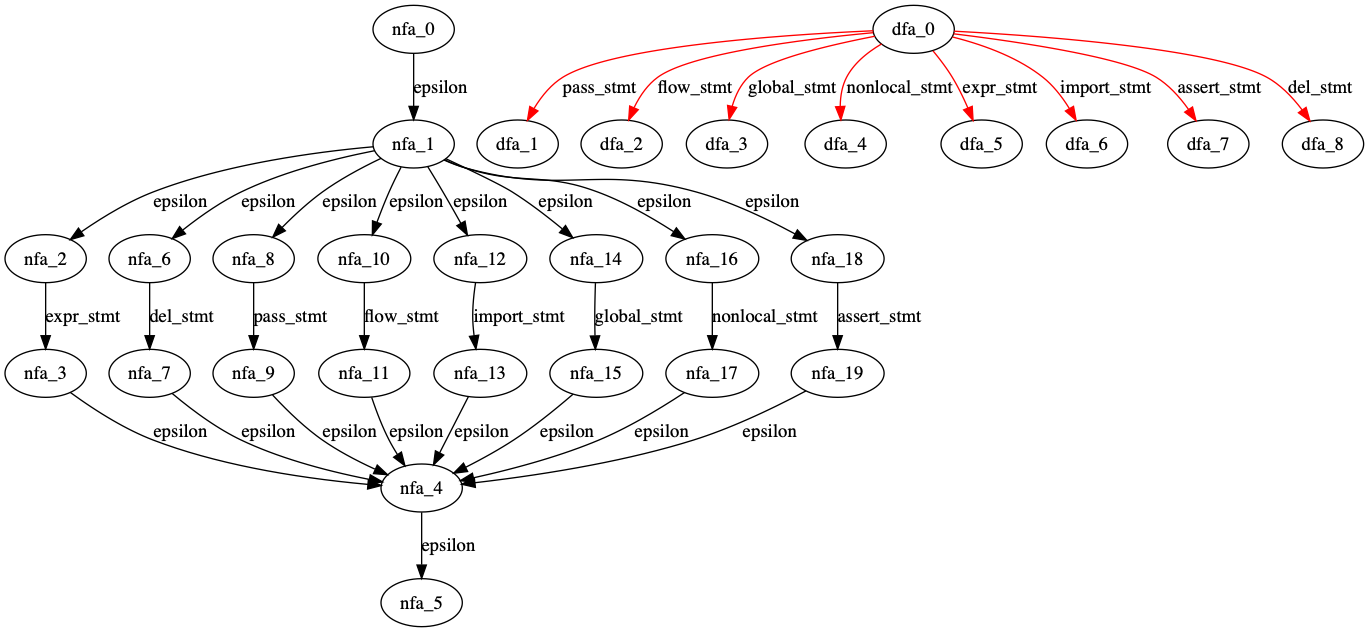 nfa_0 dfa_0
epsilon pass_stmt flow_stmt global_stmt nonlocal_stmt expr_stmt import_stmt assert_stmt del_stmt
nfa_1 dfa_1 dfa_2 dfa_3 dfa_4 dfa_5 dfa_6 dfa_7 dfa_8
epsilon epsilon epsilon epsilon epsilon epsilon epsilon epsilon
nfa_2 nfa_6 nfa_8 nfa_10 nfa_12 nfa_14 nfa_16 nfa_18
expr_stmt del_stmt pass_stmt flow_stmt import_stmt global_stmt nonlocal_stmt assert_stmt
nfa_3 nfa_7 nfa_9 nfa_11 nfa_13 nfa_15 nfa_17 nfa_19
epsilon epsilon epsilon epsilon epsilon epsilon epsilon epsilon
nfa_4
epsilon
nfa_5